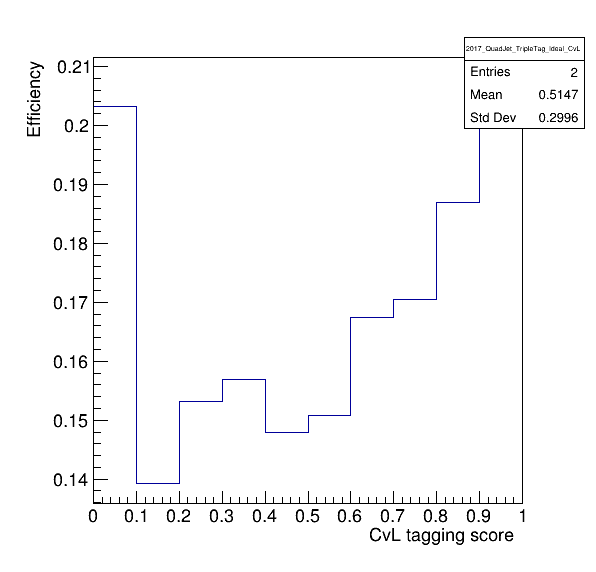 2017_QuadJet_TripleTag_Ideal_CvL
Entries 2
Mean 0.5147
Std Dev 0.2996
Efficiency
0.21
0.2
0.19
0.18
0.17
0.16
0.15
0.14
0 0.1 0.2 0.3 0.4 0.5 0.6 0.7 0.8 0.9 1
CvL tagging score